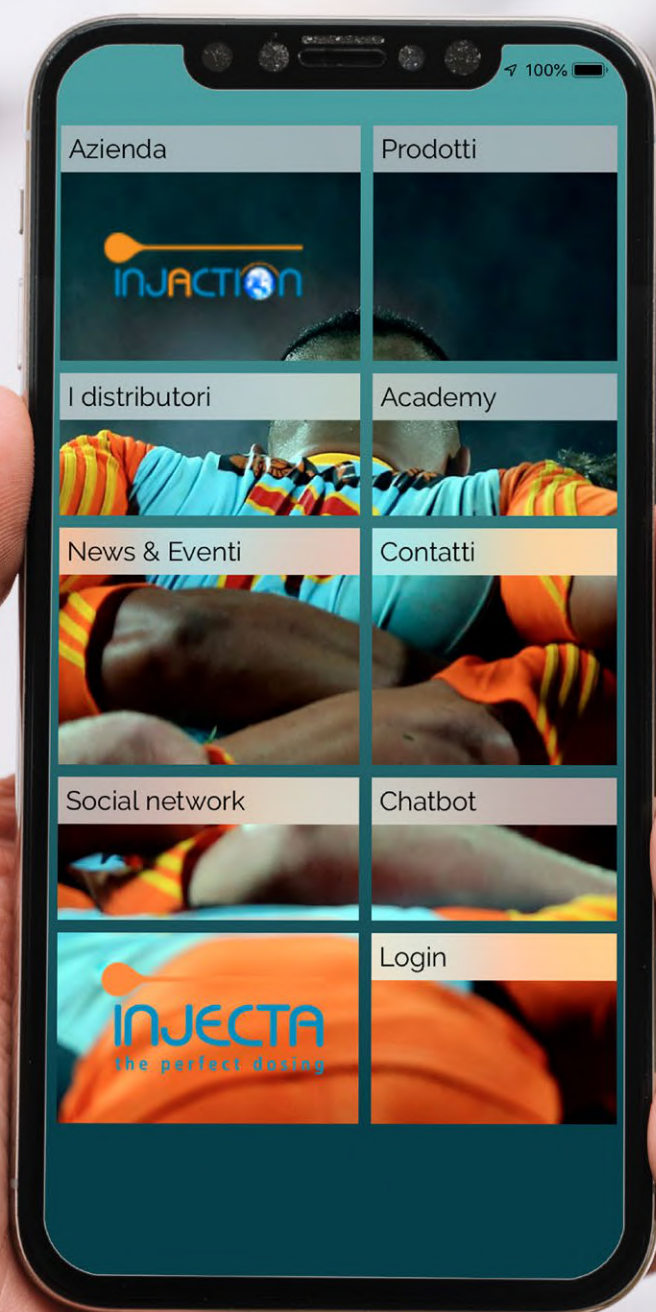 100%
Azienda
Prodotti
INJACTION
I distributori
Academy
News & Eventi
Contatti
Social network
Chatbot
Login
INJECTA
the perfect dosing